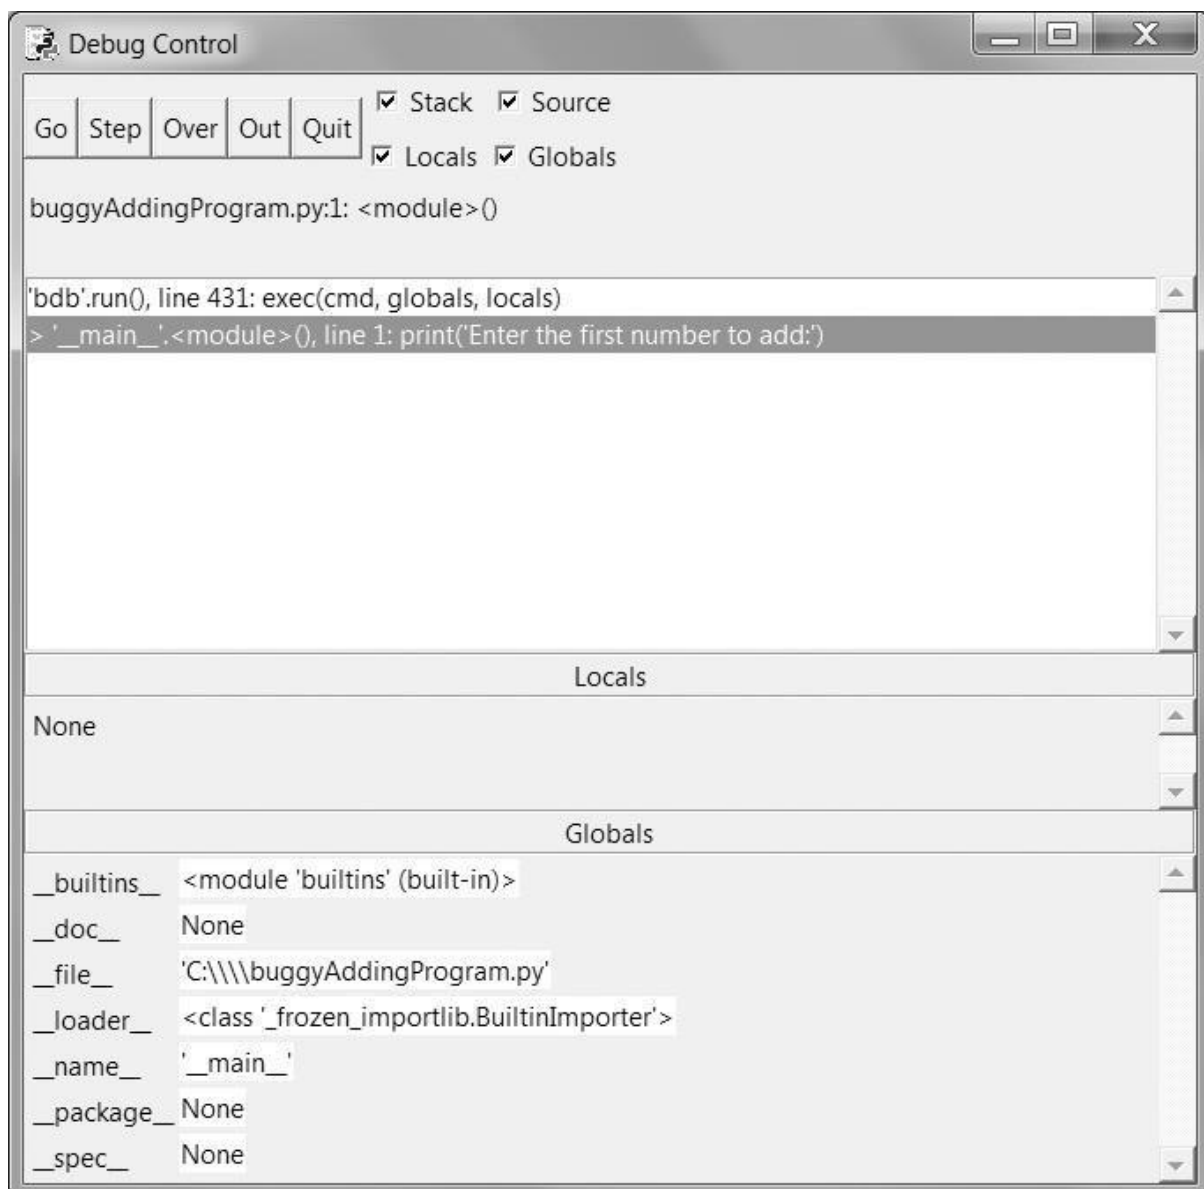 Debug Control
Go Step Over Out Quit
Stack Source
Locals Globals
buggyAddingProgram.py:1: <module>()
'bdb'.run(), line 431: exec(cmd, globals, locals)
> '__main__'.<module>(), line 1: print('Enter the first number to add:')
Locals
None
Globals
__builtins__ <module 'builtins' (built-in)>
__doc__ None
__file__ 'C:\\\\buggyAddingProgram.py'
__loader__ <class '_frozen_importlib.BuiltinImporter'>
__name__ '__main__'
__package__ None
__spec__ None